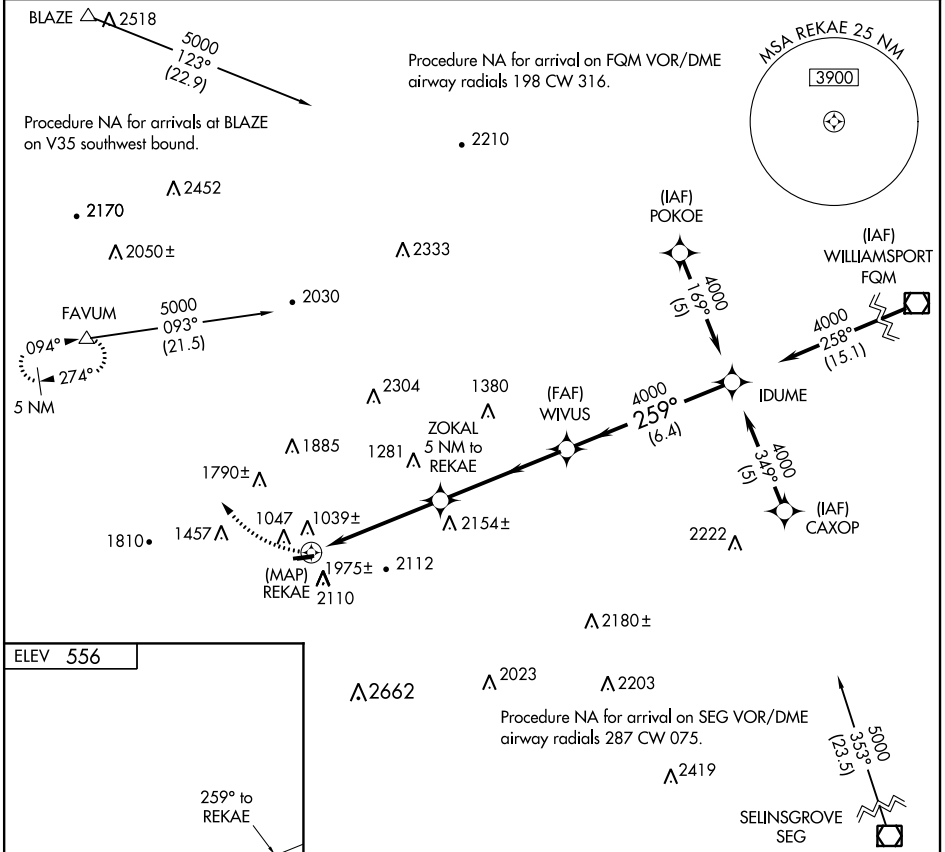 BLAZE
2518
5000
123°
(22.9)
Procedure NA for arrival on FQM VOR/DME
airway radials 198 CW 316.
MSA REKAE 25 NM
3900
Procedure NA for arrivals at BLAZE
on V35 southwest bound.
2210
2452
2170
2050±
2333
(IAF)
POKOE
4000
169°
(5)
(IAF)
WILLIAMSPORT
FQM
4000
258°
(15.1)
FAVUM
5000
093°
(21.5)
2030
094°
274°
5 NM
2304
1380
(FAF)
WIVUS
4000
259°
(6.4)
IDUME
ZOKAL
5 NM to
REKAE
1885
1281
1790±
4000
349°
(5)
(IAF)
CAXOP
1810
1457
1047
1039±
2154±
2222
(MAP)
REKAE
1975±
2112
2110
2180±
ELEV 556
2662
2023
2203
Procedure NA for arrival on SEG VOR/DME
airway radials 287 CW 075.
5000
353°
(23.5)
2419
259° to
REKAE
SELINSGROVE
SEG